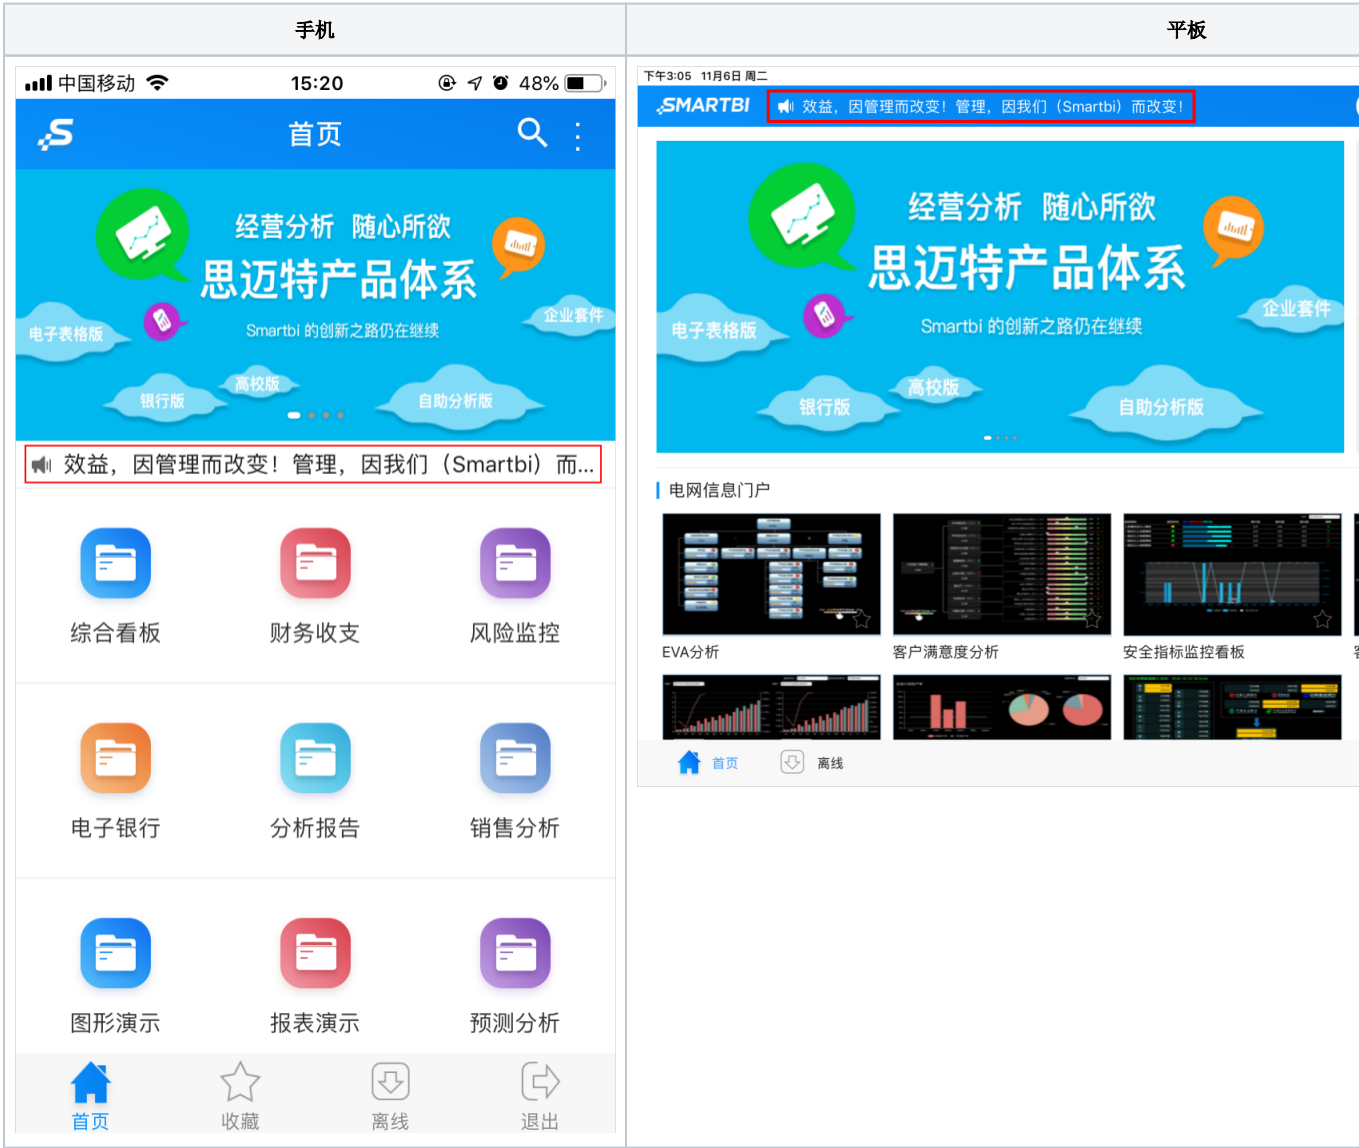 手机
平板
中国移动
15:20
48%
S
首页
经营分析 随心所欲
思迈特产品体系
Smartbi 的创新之路仍在继续
电子表格版
企业套件
高校版
银行版
自助分析版
效益，因管理而改变！管理，因我们（Smartbi）而...
综合看板
财务收支
风险监控
电子银行
分析报告
销售分析
图形演示
报表演示
预测分析
首页
收藏
离线
退出
下午3:05 11月6日 周二
SMARTBI
效益，因管理而改变！管理，因我们（Smartbi）而改变！
经营分析 随心所欲
思迈特产品体系
Smartbi 的创新之路仍在继续
电子表格版
企业套件
高校版
银行版
自助分析版
电网信息门户
EVA分析
客户满意度分析
安全指标监控看板
首页
离线